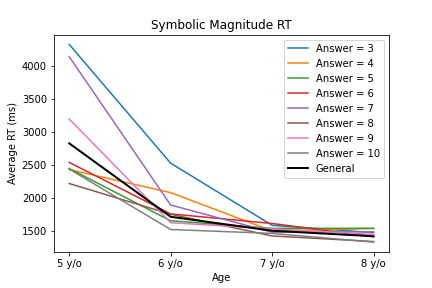 Symbolic Magnitude RT
Average RT (ms)
4000
3500
3000
2500
2000
1500
5 y/o
6 y/o
7 y/o
8 y/o
Age
Answer = 3
Answer = 4
Answer = 5
Answer = 6
Answer = 7
Answer = 8
Answer = 9
Answer = 10
General